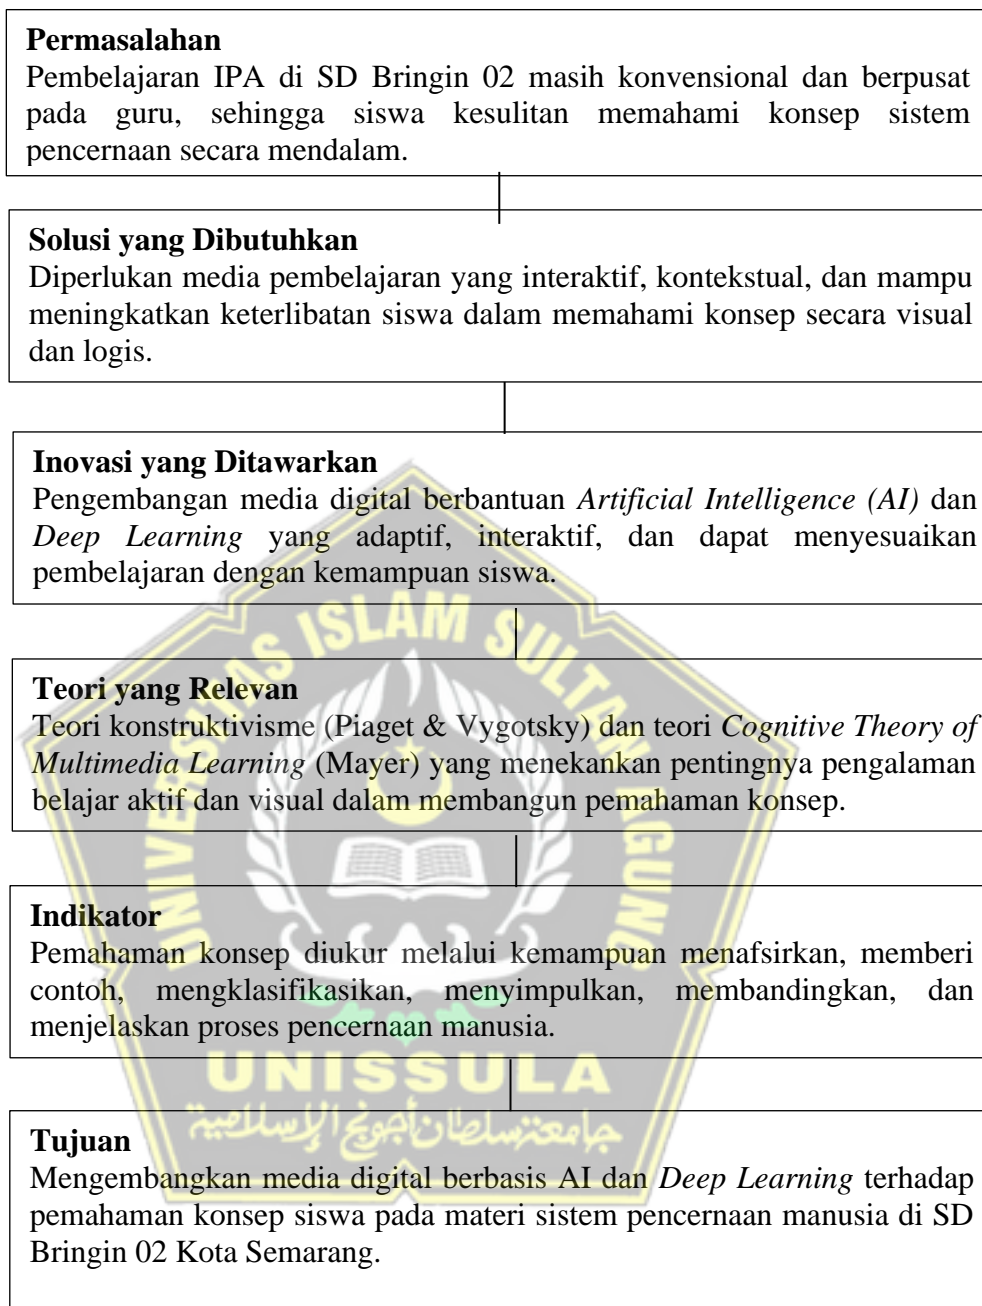 Permasalahan
Pembelajaran IPA di SD Bringin 02 masih konvensional dan berpusat
pada guru, sehingga siswa kesulitan memahami konsep sistem
pencernaan secara mendalam.
Solusi yang Dibutuhkan
Diperlukan media pembelajaran yang interaktif, kontekstual, dan mampu
meningkatkan keterlibatan siswa dalam memahami konsep secara visual
dan logis.
Inovasi yang Ditawarkan
Pengembangan media digital berbantuan Artificial Intelligence (AI) dan
Deep Learning yang adaptif, interaktif, dan dapat menyesuaikan
pembelajaran dengan kemampuan siswa.
Teori yang Relevan
Teori konstruktivisme (Piaget & Vygotsky) dan teori Cognitive Theory of
Multimedia Learning (Mayer) yang menekankan pentingnya pengalaman
belajar aktif dan visual dalam membangun pemahaman konsep.
Indikator
Pemahaman konsep diukur melalui kemampuan menafsirkan, memberi
contoh, mengklasifikasikan, menyimpulkan, membandingkan, dan
menjelaskan proses pencernaan manusia.
Tujuan
Mengembangkan media digital berbasis AI dan Deep Learning terhadap
pemahaman konsep siswa pada materi sistem pencernaan manusia di SD
Bringin 02 Kota Semarang.
UNIVERSITAS ISLAM SULTAN AGUNG
UNISSULA
جامعتنسلطان أجونج الإسلامية